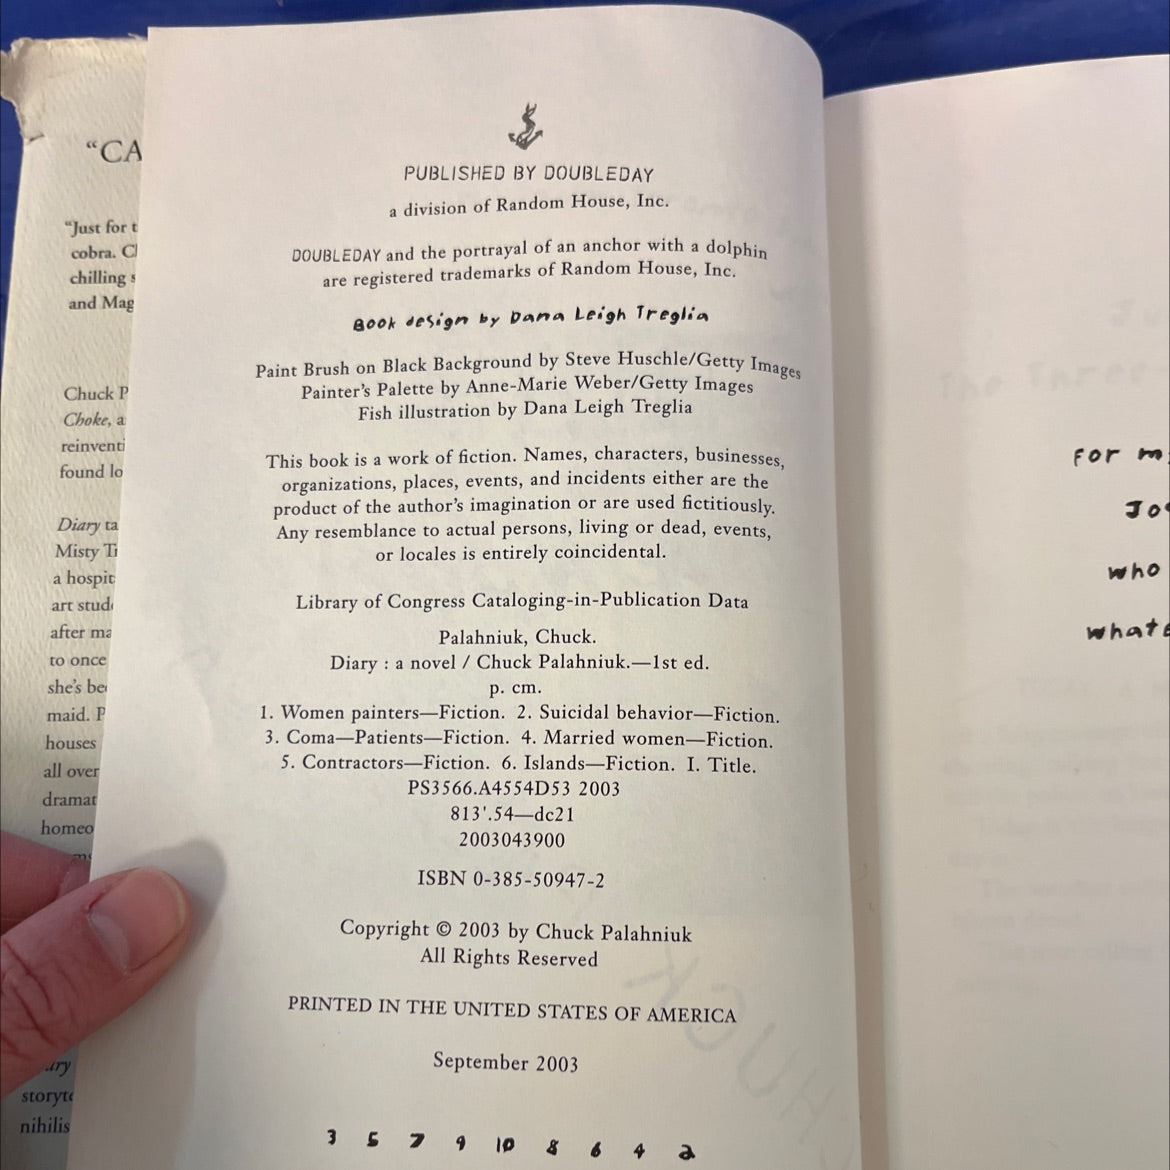 "CA
"Just for t
cobra. C
chilling s
and Mag
Chuck P
Choke, a
reinventi
found lo
Diary ta
Misty Tr
a hospit
art stud
after ma
to once
she's be
maid. P
houses
all over
dramat
homeo
storyte
nihilis
PUBLISHED BY DOUBLEDAY
a division of Random House, Inc.
DOUBLEDAY and the portrayal of an anchor with a dolphin
are registered trademarks of Random House, Inc.
Book design by Dana Leigh Treglia
Paint Brush on Black Background by Steve Huschle/Getty Images
Painter's Palette by Anne-Marie Weber/Getty Images
Fish illustration by Dana Leigh Treglia
This book is a work of fiction. Names, characters, businesses,
organizations, places, events, and incidents either are the
product of the author's imagination or are used fictitiously.
Any resemblance to actual persons, living or dead, events,
or locales is entirely coincidental.
Library of Congress Cataloging-in-Publication Data
Palahniuk, Chuck.
Diary : a novel / Chuck Palahniuk.—1st ed.
p. cm.
1. Women painters—Fiction. 2. Suicidal behavior—Fiction.
3. Coma—Patients—Fiction. 4. Married women—Fiction.
5. Contractors—Fiction. 6. Islands—Fiction. I. Title.
PS3566.A4554D53 2003
813'.54—dc21
2003043900
ISBN 0-385-50947-2
Copyright © 2003 by Chuck Palahniuk
All Rights Reserved
PRINTED IN THE UNITED STATES OF AMERICA
September 2003
3 5 7 9 10 8 6 4 2
For m
Jo
who
what